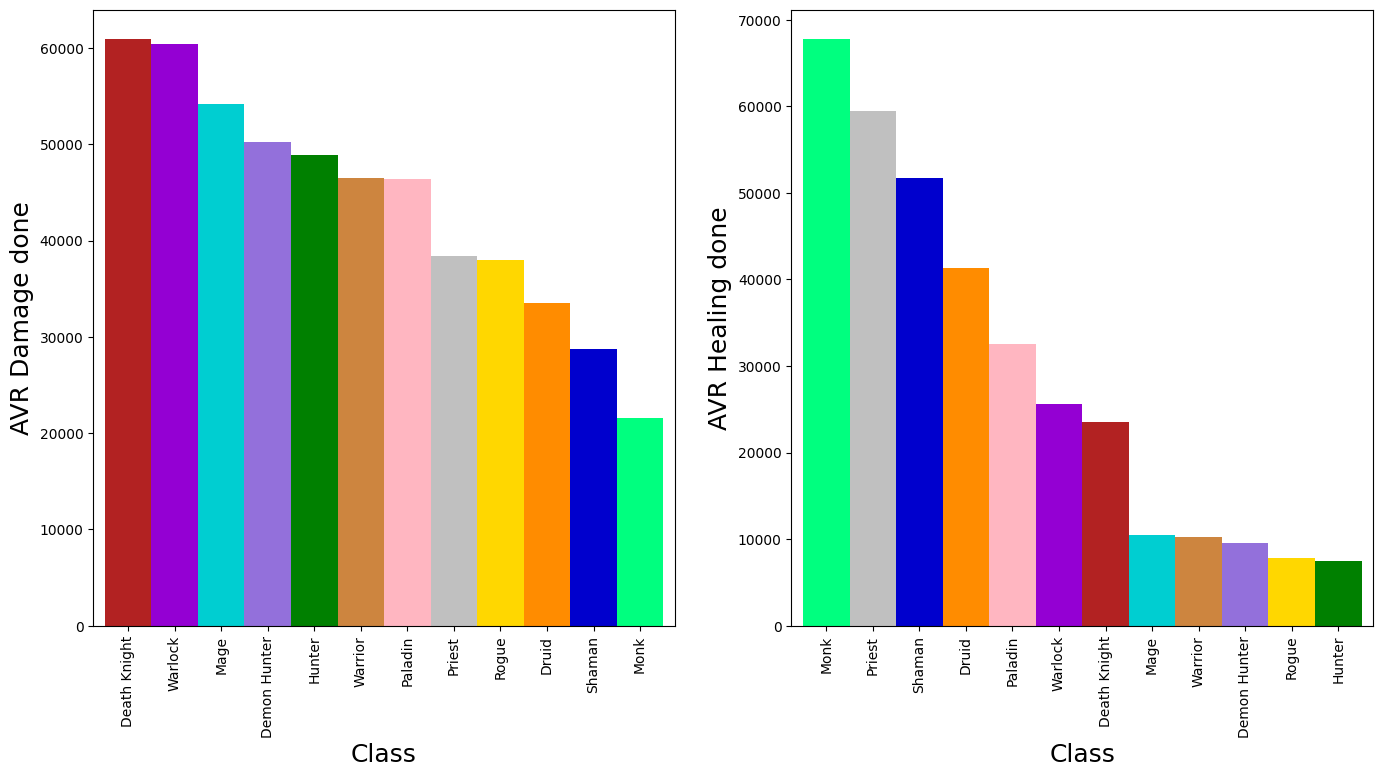 AVR Damage done
60000
50000
40000
30000
20000
10000
0
Death Knight
Warlock
Mage
Demon Hunter
Hunter
Warrior
Paladin
Priest
Rogue
Druid
Shaman
Monk
Class
AVR Healing done
70000
60000
50000
40000
30000
20000
10000
0
Monk
Priest
Shaman
Druid
Paladin
Warlock
Death Knight
Mage
Warrior
Demon Hunter
Rogue
Hunter
Class